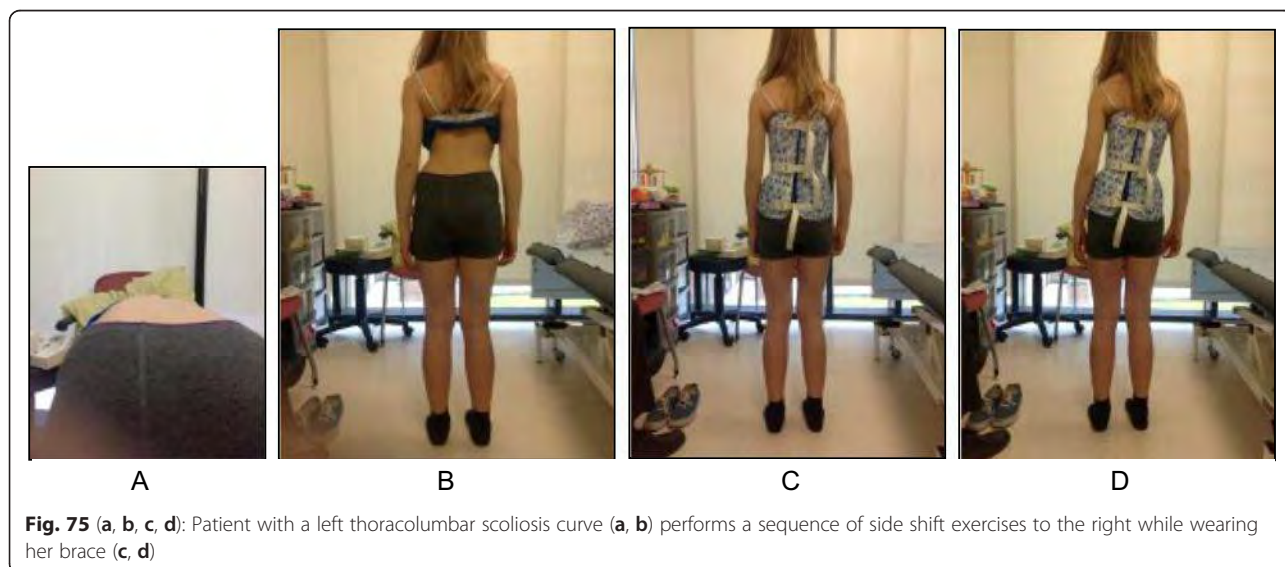 A
B
C
D
Fig. 75 (a, b, c, d): Patient with a left thoracolumbar scoliosis curve (a, b) performs a sequence of side shift exercises to the right while wearing
her brace (c, d)